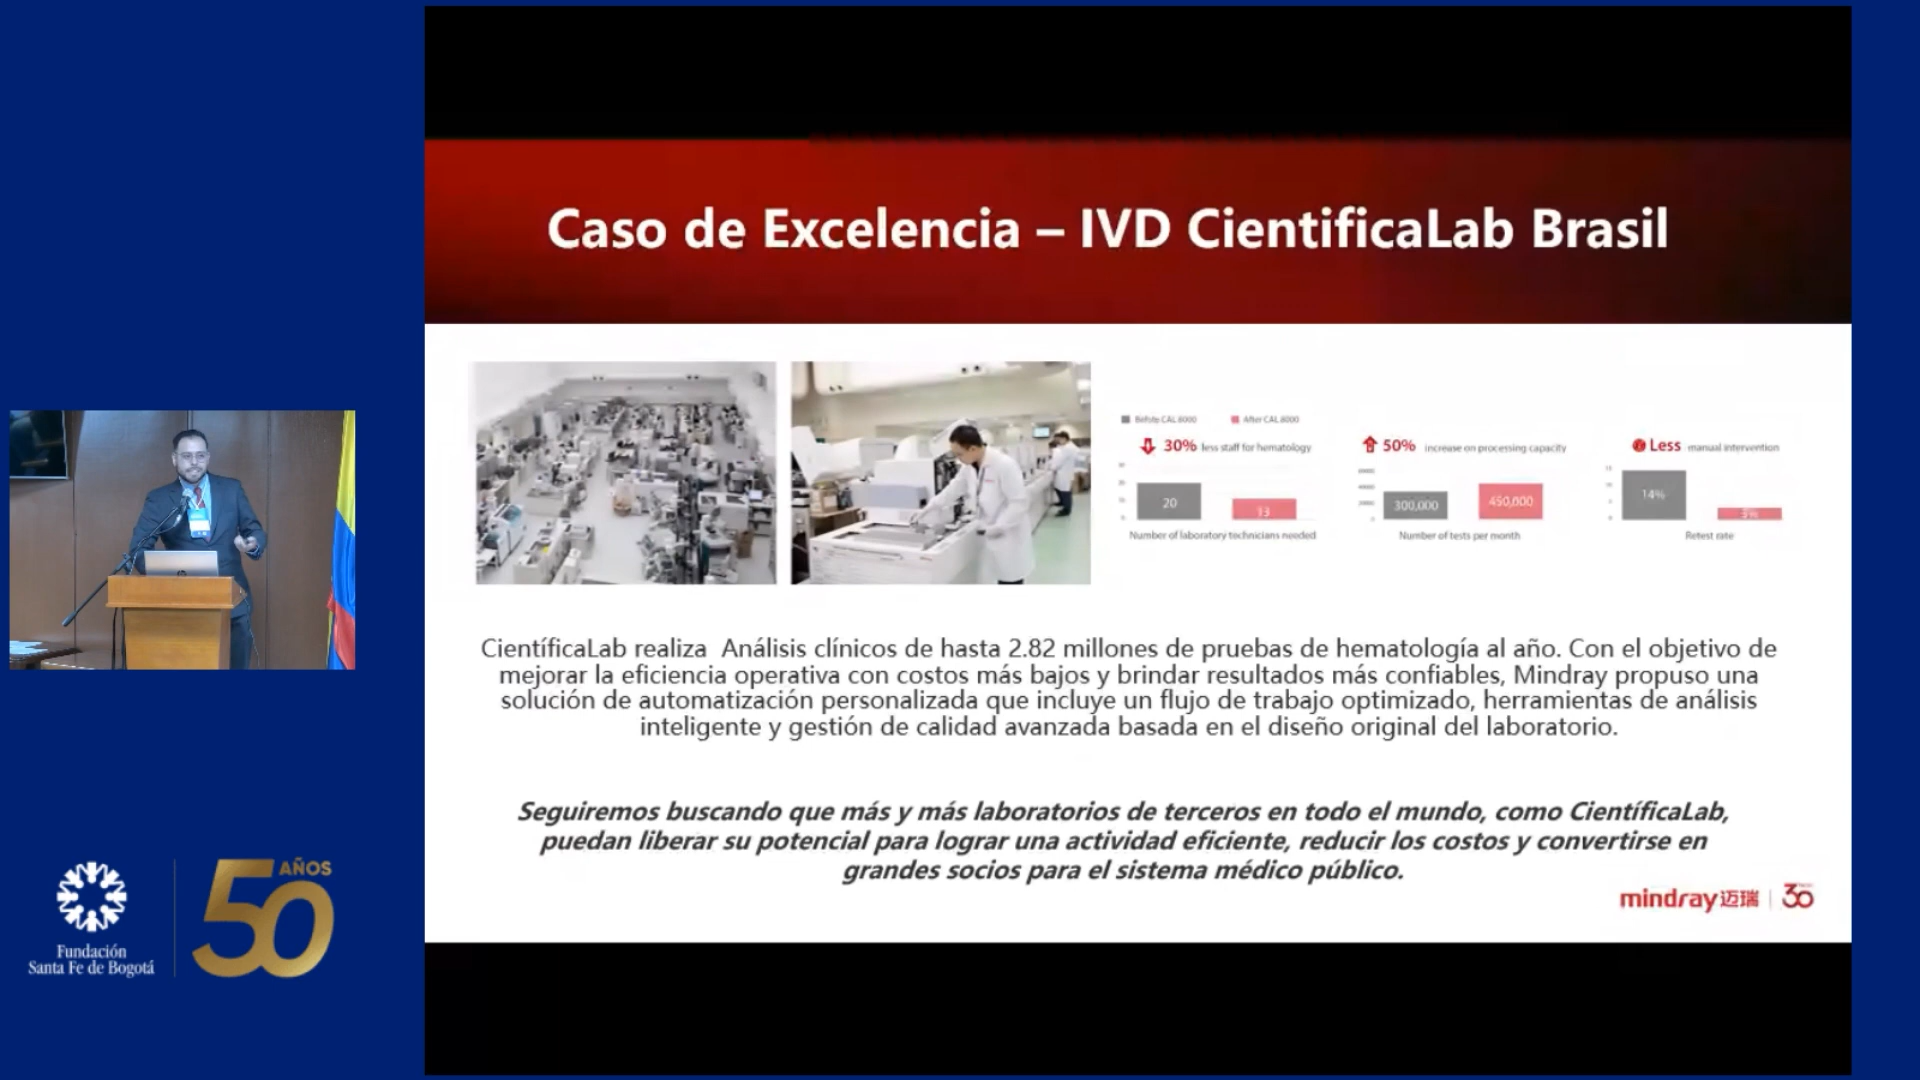 Caso de Excelencia – IVD CientificaLab Brasil
Before CAL 8000
After CAL 8000
30% less staff for hematology
20
13
Number of laboratory technicians needed
50% increase on processing capacity
300,000
450,000
Number of tests per month
Less manual intervention
14%
Retest rate
CientíficaLab realiza Análisis clínicos de hasta 2.82 millones de pruebas de hematología al año. Con el objetivo de
mejorar la eficiencia operativa con costos más bajos y brindar resultados más confiables, Mindray propuso una
solución de automatización personalizada que incluye un flujo de trabajo optimizado, herramientas de análisis
inteligente y gestión de calidad avanzada basada en el diseño original del laboratorio.
Seguiremos buscando que más y más laboratorios de terceros en todo el mundo, como CientíficaLab,
puedan liberar su potencial para lograr una actividad eficiente, reducir los costos y convertirse en
grandes socios para el sistema médico público.
mindray迈瑞 30
Fundación
Santa Fe de Bogotá
50 AÑOS